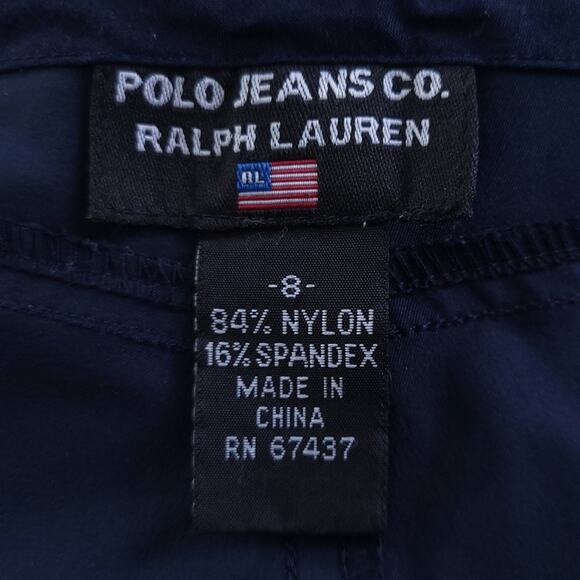 POLO JEANS CO.
RALPH LAUREN
RL
-8-
84% NYLON
16% SPANDEX
MADE IN
CHINA
RN 67437